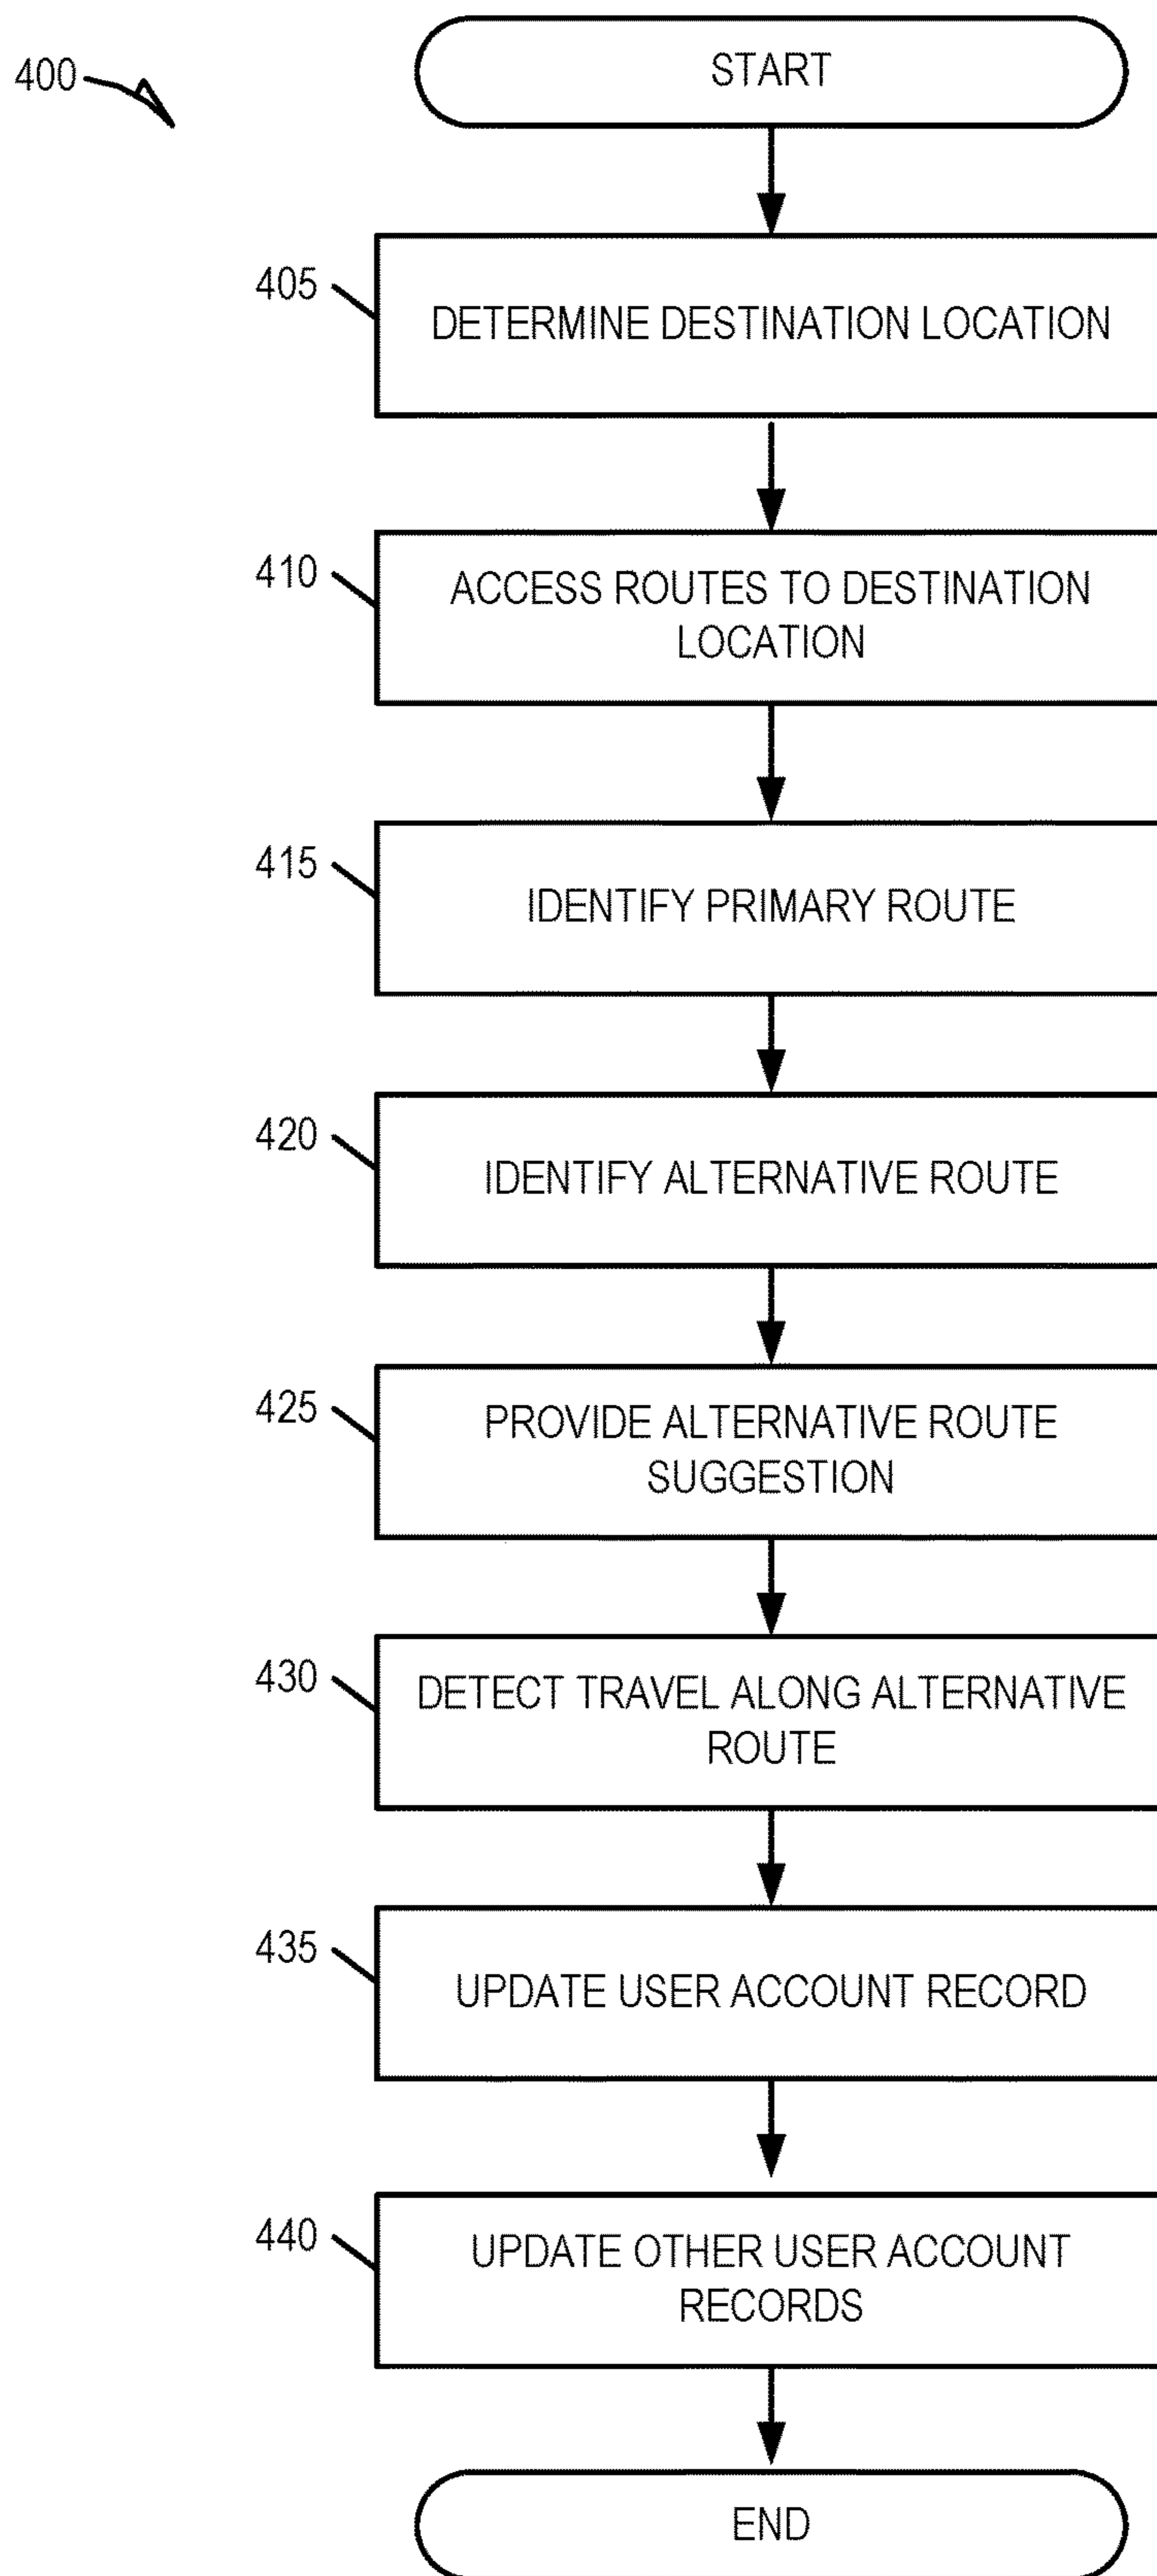 400
START
405
DETERMINE DESTINATION LOCATION
410
ACCESS ROUTES TO DESTINATION
LOCATION
415
IDENTIFY PRIMARY ROUTE
420
IDENTIFY ALTERNATIVE ROUTE
425
PROVIDE ALTERNATIVE ROUTE
SUGGESTION
430
DETECT TRAVEL ALONG ALTERNATIVE
ROUTE
435
UPDATE USER ACCOUNT RECORD
440
UPDATE OTHER USER ACCOUNT
RECORDS
END